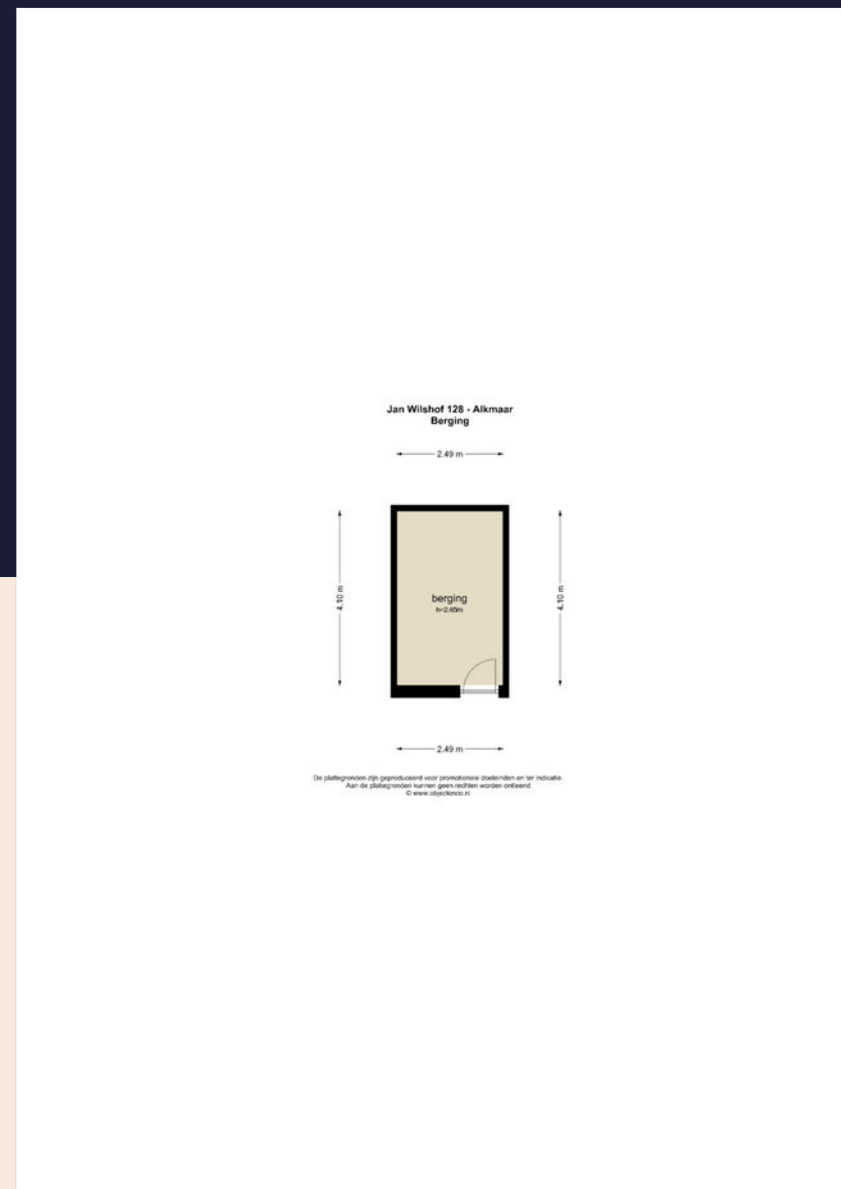 Jan Wilshof 128 - Alkmaar
Berging
2.49 m
4.10 m
4.10 m
berging
h=2.65m
2.49 m
De plattegronden zijn geproduceerd voor promotionele doeleinden en ter indicatie.
Aan de plattegronden kunnen geen rechten worden ontleend
© www.objectenco.nl